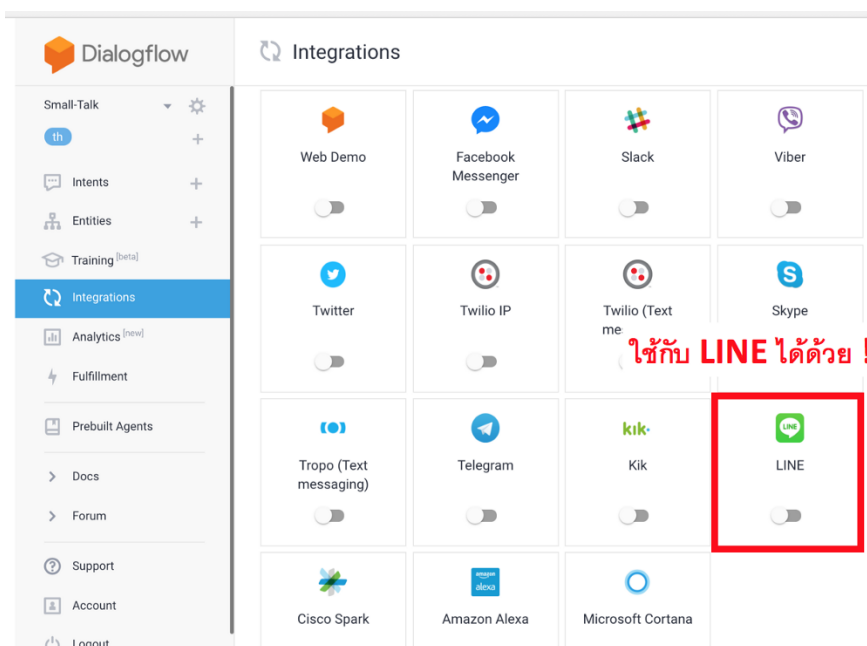 Dialogflow
Integrations
Small-Talk
th
Intents
Entities
Training [beta]
Integrations
Analytics [new]
Fulfillment
Prebuilt Agents
Docs
Forum
Support
Account
Logout
Web Demo
Facebook
Messenger
Slack
Viber
Twitter
Twilio IP
Twilio (Text
Skype
ใช้กับ LINE ได้ด้วย !
Tropo (Text
messaging)
Telegram
kik.
Kik
LINE
LINE
Cisco Spark
amazon
alexa
Amazon Alexa
Microsoft Cortana